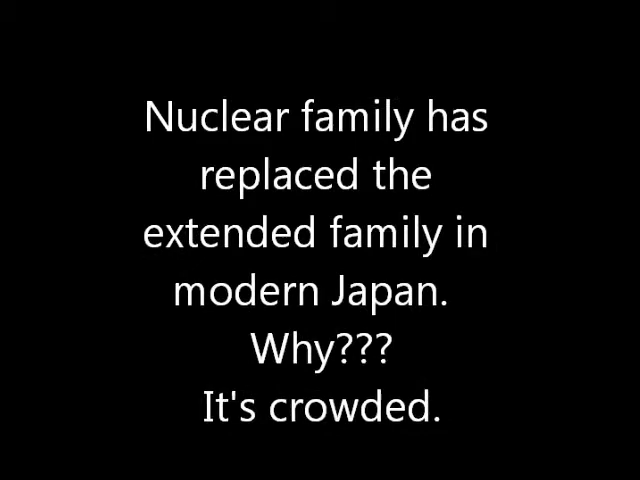 Nuclear family has
replaced the
extended family in
modern Japan.
Why???
It's crowded.